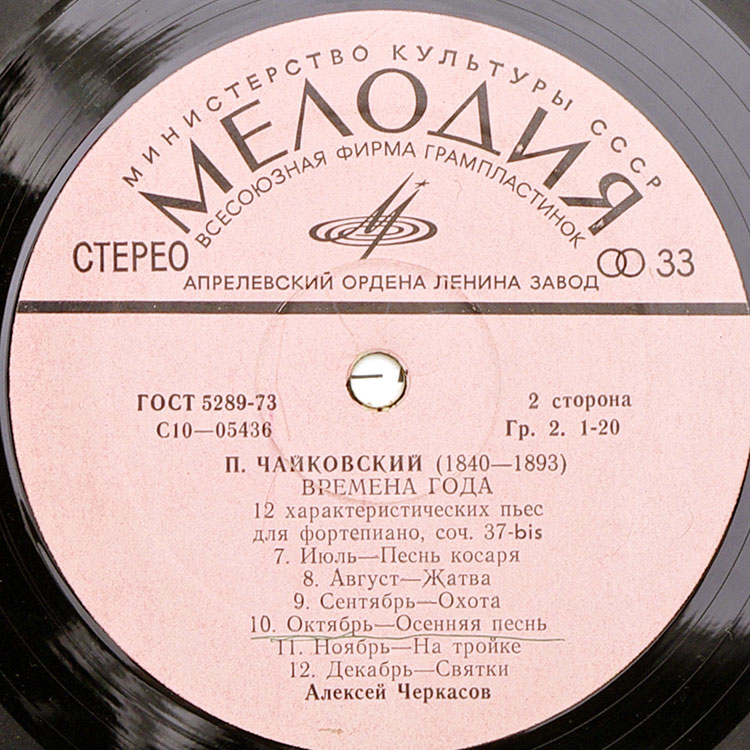 МИНИСТЕРСТВО КУЛЬТУРЫ СССР
МЕЛОДИЯ
ВСЕСОЮЗНАЯ ФИРМА ГРАМПЛАСТИНОК
СТЕРЕО
33
АПРЕЛЕВСКИЙ ОРДЕНА ЛЕНИНА ЗАВОД
ГОСТ 5289-73
2 сторона
С10—05436
Гр. 2. 1-20
П. ЧАЙКОВСКИЙ (1840—1893)
ВРЕМЕНА ГОДА
12 характеристических пьес
для фортепиано, соч. 37-bis
7. Июль—Песнь косаря
8. Август—Жатва
9. Сентябрь—Охота
10. Октябрь—Осенняя песнь
11. Ноябрь—На тройке
12. Декабрь—Святки
Алексей Черкасов